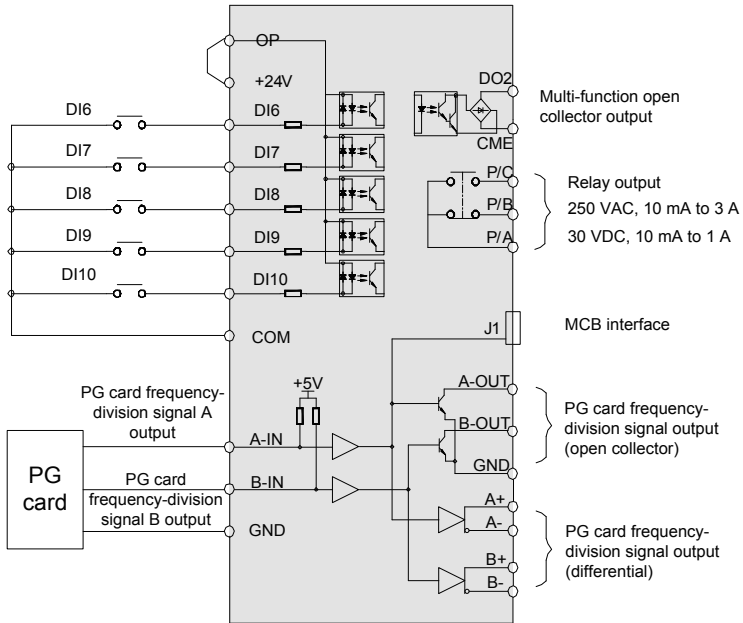 OP
+24V
DI6
DI6
DI7
DI7
DI8
DI8
DI9
DI9
DI10
DI10
COM
DO2
CME
Multi-function open
collector output
P/C
P/B
P/A
Relay output
250 VAC, 10 mA to 3 A
30 VDC, 10 mA to 1 A
J1
MCB interface
PG card frequency-
division signal A
output
+5V
A-IN
PG
card
PG card
frequency-division
signal B output
B-IN
GND
A-OUT
B-OUT
GND
PG card frequency-
division signal output
(open collector)
A+
A-
B+
B-
PG card frequency-
division signal output
(differential)